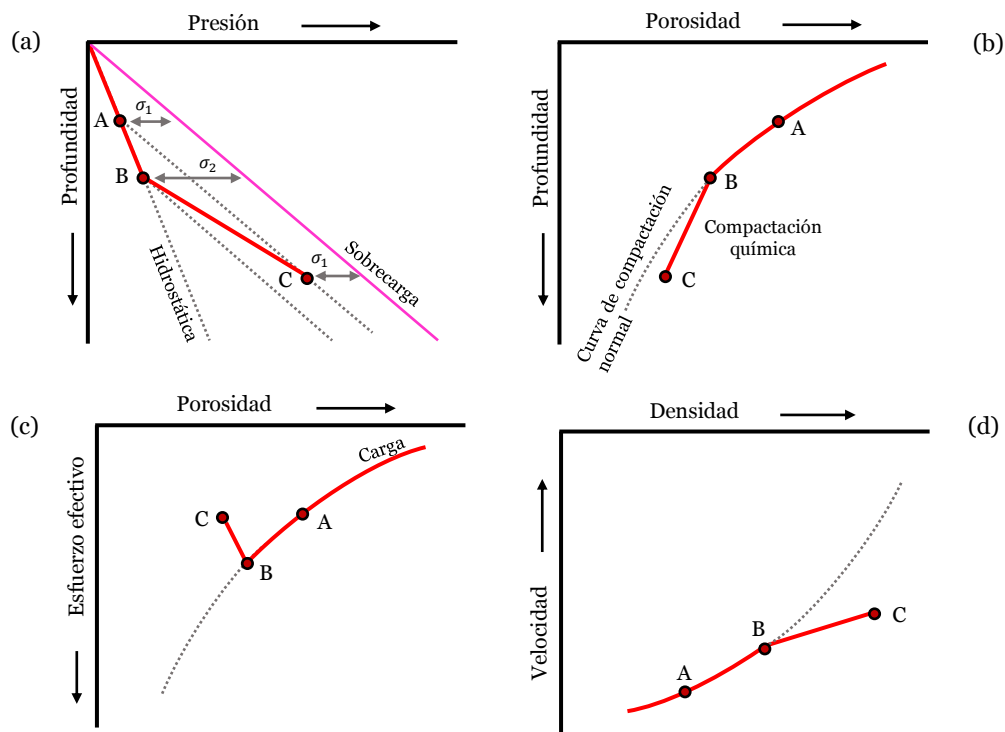 (a)
Presión
Profundidad
A
σ₁
B
σ₂
σ₁
C
Hidrostática
Sobrecarga
(b)
Porosidad
Profundidad
A
B
Compactación
química
C
Curva de compactación
normal
(c)
Porosidad
Esfuerzo efectivo
Carga
C
A
B
(d)
Densidad
Velocidad
A
B
C